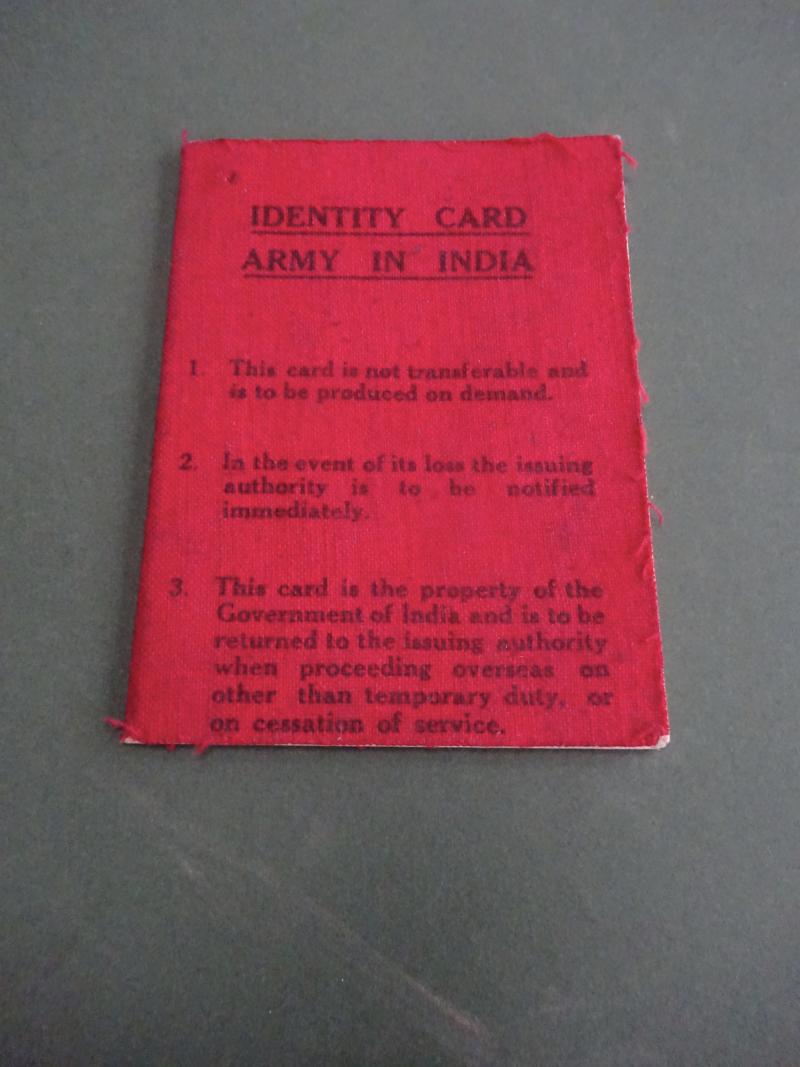 IDENTITY CARD
ARMY IN INDIA
1. This card is not transferable and
is to be produced on demand.
2. In the event of its loss the issuing
authority is to be notified
immediately.
3. This card is the property of the
Government of India and is to be
returned to the issuing authority
when proceeding overseas on
other than temporary duty, or
on cessation of service.